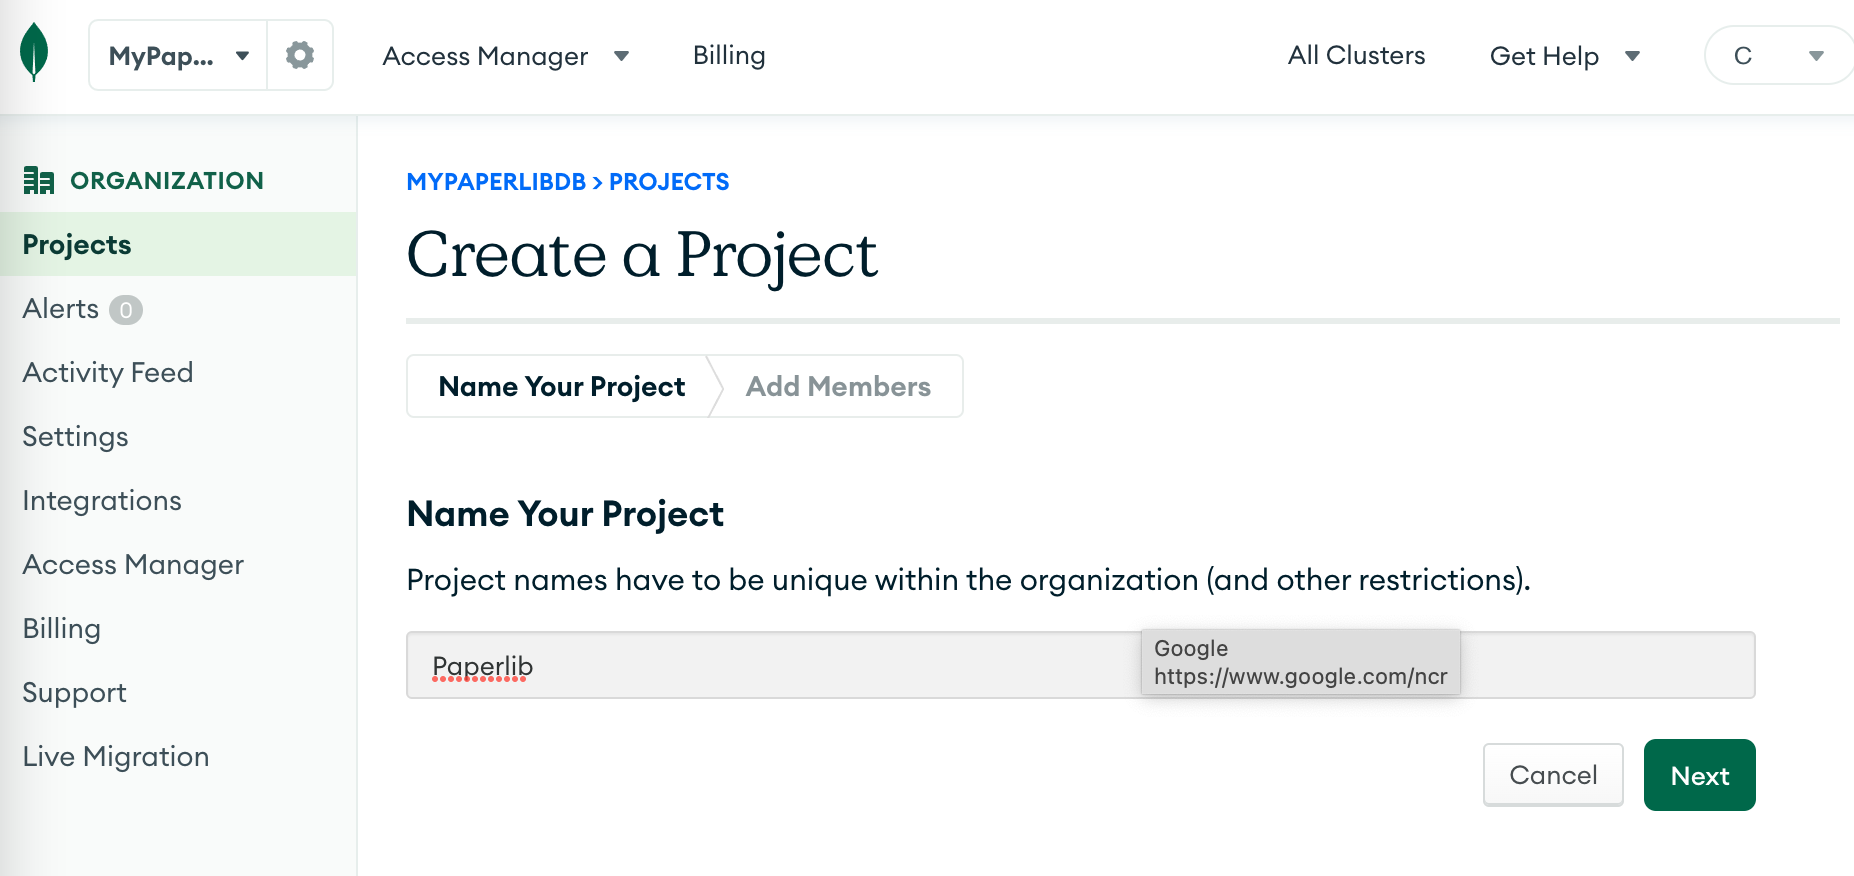 MyPap...
Access Manager
Billing
All Clusters
Get Help
C
ORGANIZATION
Projects
Alerts 0
Activity Feed
Settings
Integrations
Access Manager
Billing
Support
Live Migration
MYPAPERLIBDB > PROJECTS
Create a Project
Name Your Project
Add Members
Name Your Project
Project names have to be unique within the organization (and other restrictions).
Paperlib
Google
https://www.google.com/ncr
Cancel
Next